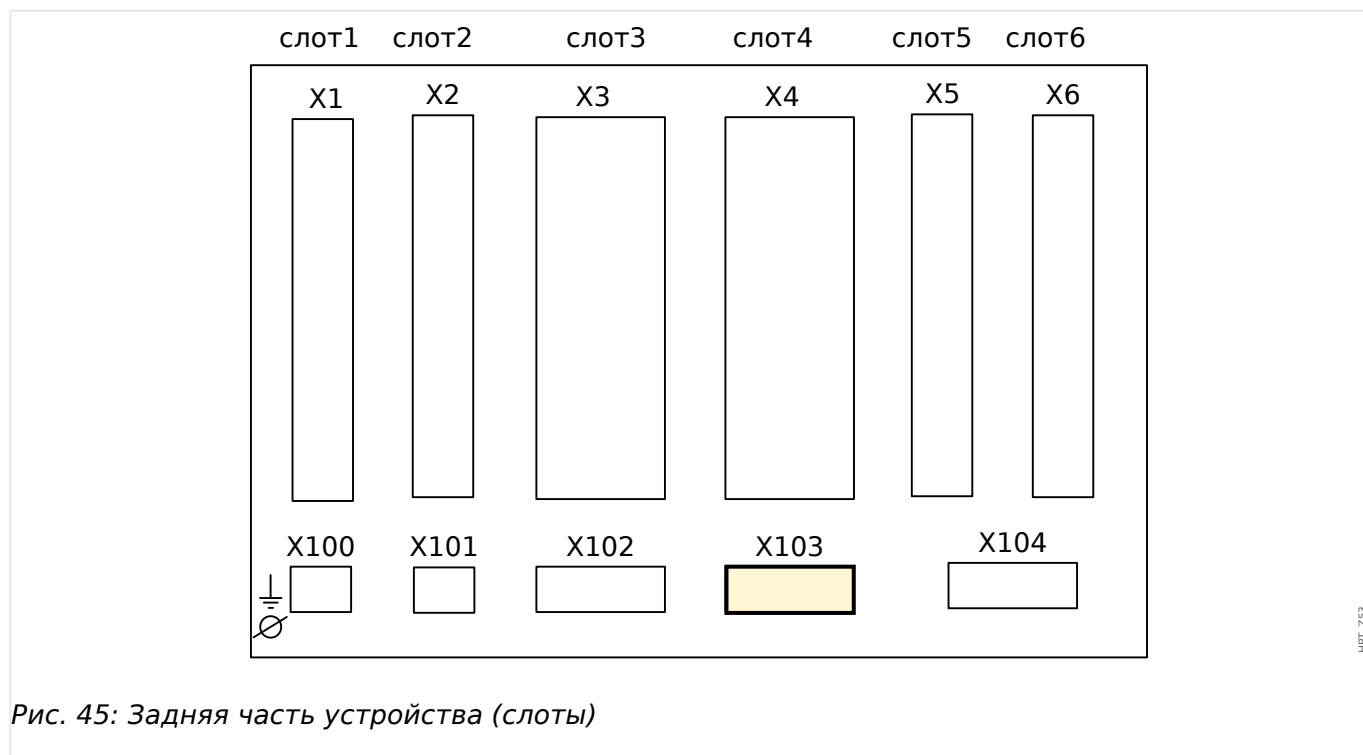 слот1 слот2 слот3 слот4 слот5 слот6
X1 X2 X3 X4 X5 X6
X100 X101 X102 X103 X104
HPT_Z53
Рис. 45: Задняя часть устройства (слоты)